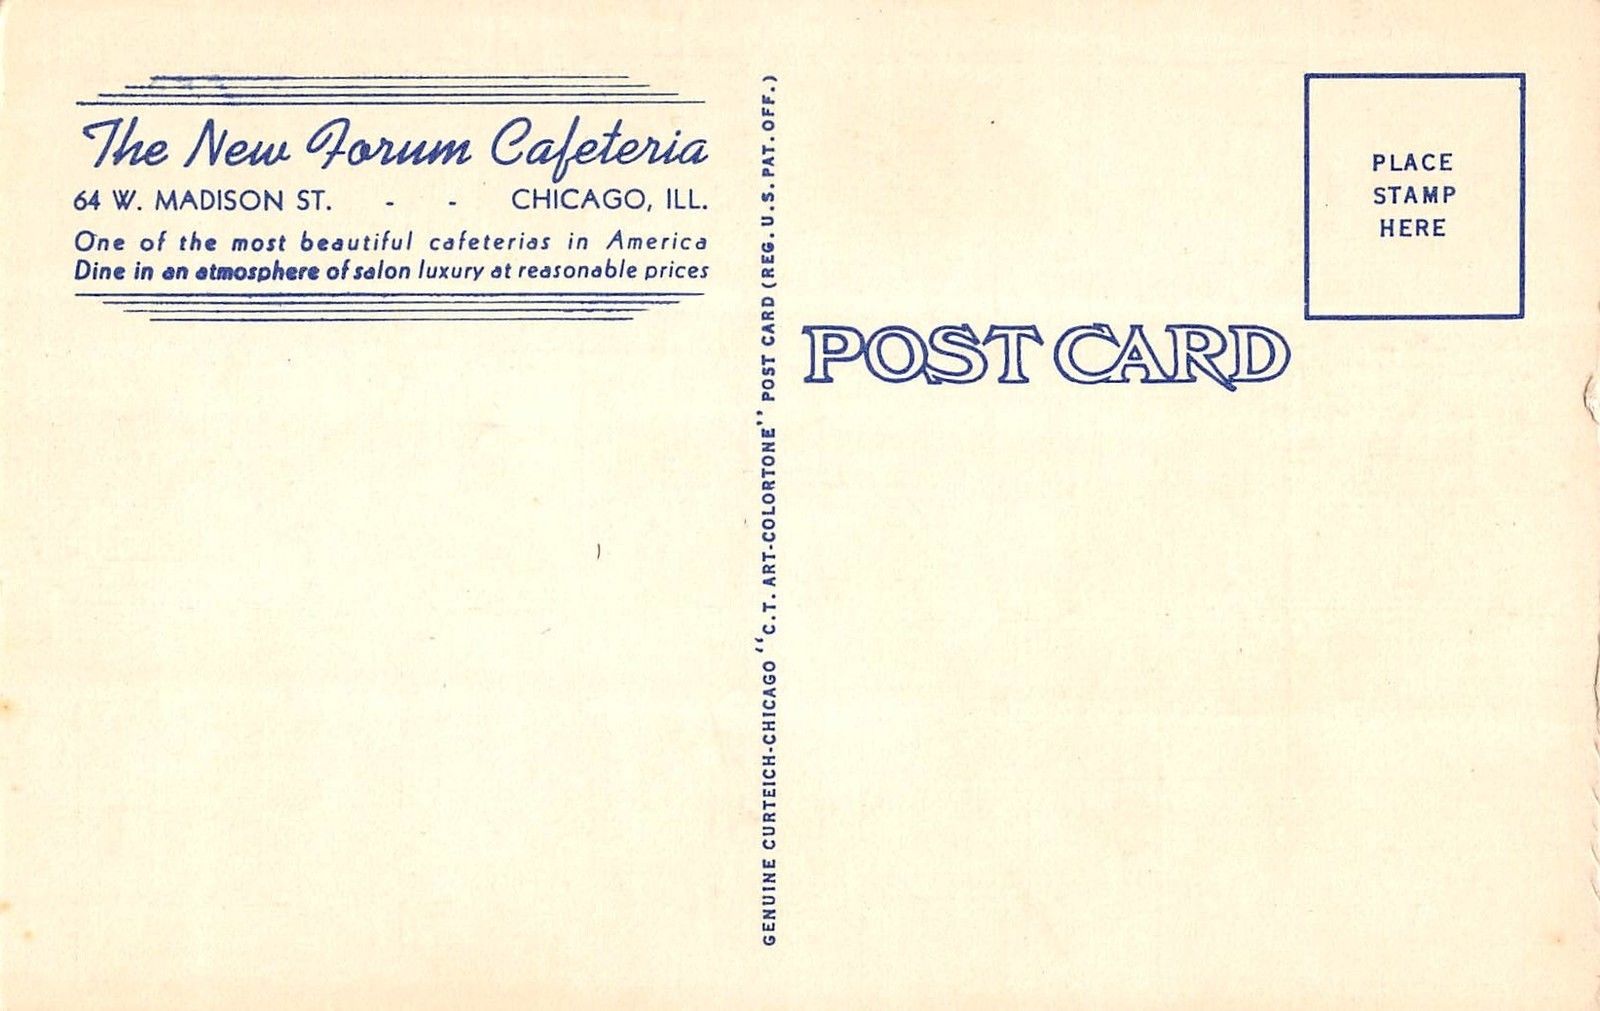 The New Forum Cafeteria
64 W. MADISON ST. - - CHICAGO, ILL.
One of the most beautiful cafeterias in America
Dine in an atmosphere of salon luxury at reasonable prices
GENUINE CURTEICH-CHICAGO "C.T. ART-COLORTONE" POST CARD (REG. U.S. PAT. OFF.)
POST CARD
PLACE
STAMP
HERE